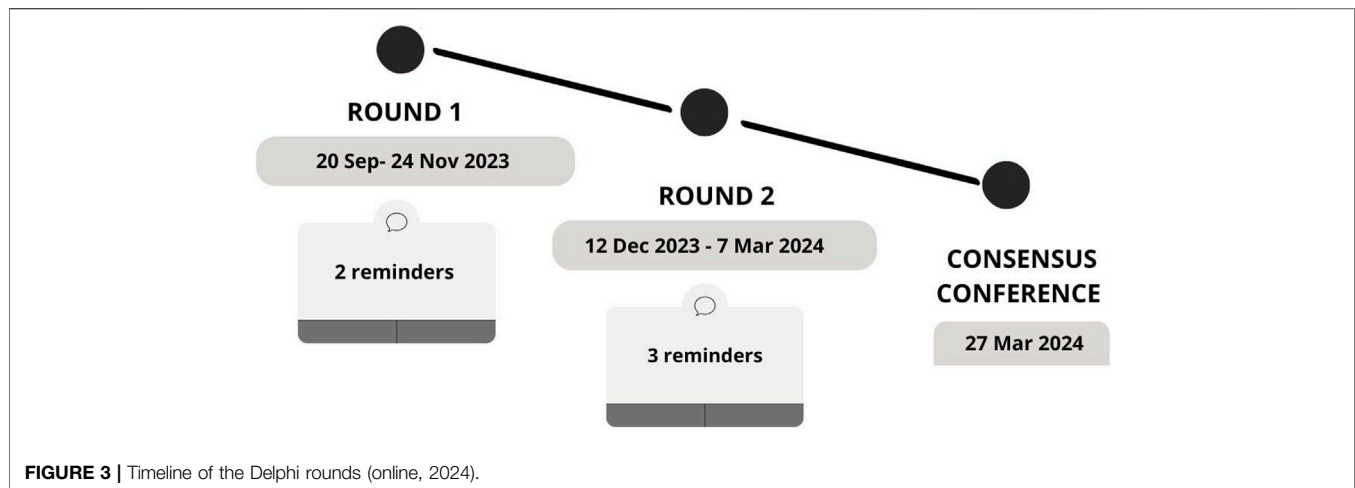 ROUND 1
20 Sep- 24 Nov 2023
2 reminders
ROUND 2
12 Dec 2023 - 7 Mar 2024
3 reminders
CONSENSUS
CONFERENCE
27 Mar 2024
FIGURE 3 | Timeline of the Delphi rounds (online, 2024).